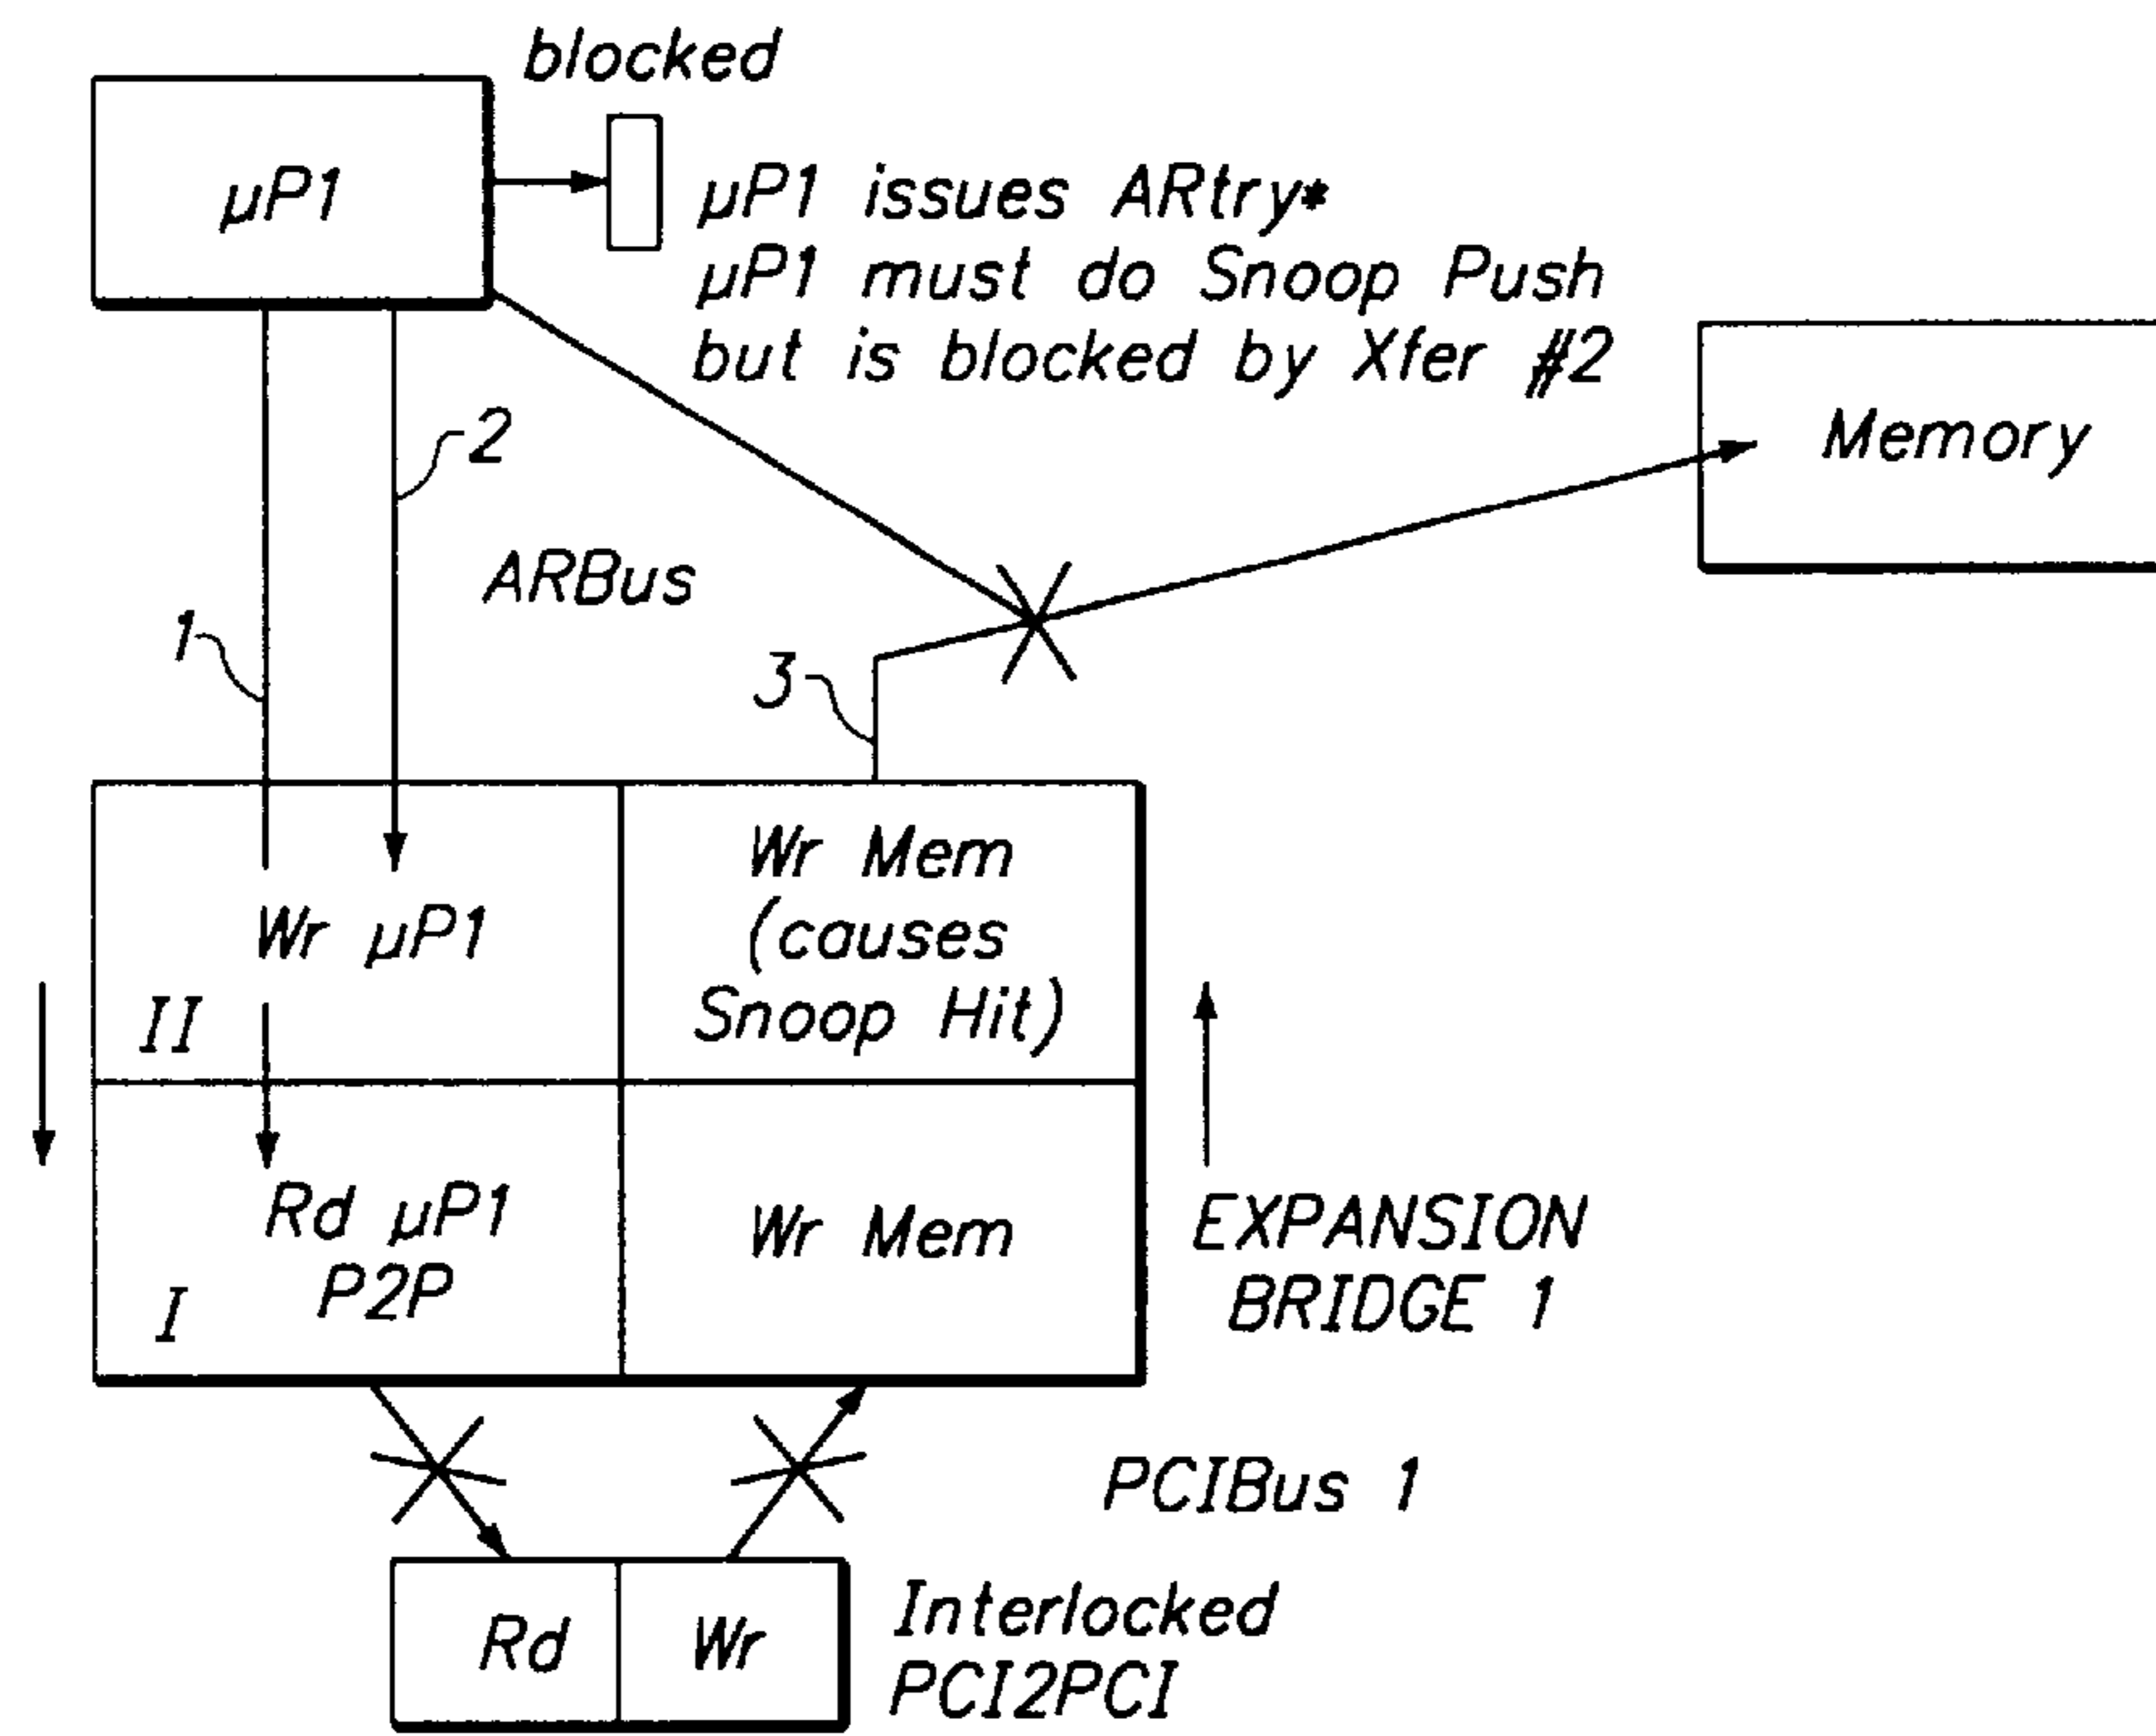 blocked
µP1
µP1 issues ARtry*
µP1 must do Snoop Push
but is blocked by Xfer #2
Memory
2
ARBus
1
3
Wr µP1
II
Wr Mem
(causes
Snoop Hit)
Rd µP1
P2P
I
Wr Mem
EXPANSION
BRIDGE 1
PCIBus 1
Rd
Wr
Interlocked
PCI2PCI